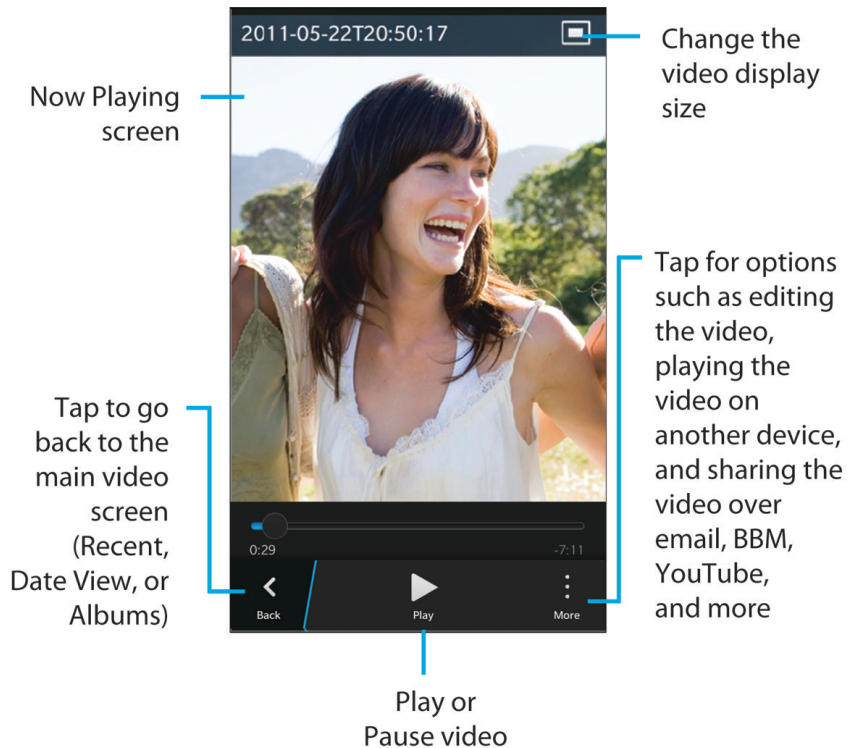 2011-05-22T20:50:17
Change the
video display
size
Now Playing
screen
Tap for options
such as editing
the video,
playing the
video on
another device,
and sharing the
video over
email, BBM,
YouTube,
and more
Tap to go
back to the
main video
screen
(Recent,
Date View, or
Albums)
0:29
-7:11
Back
Play
More
Play or
Pause video